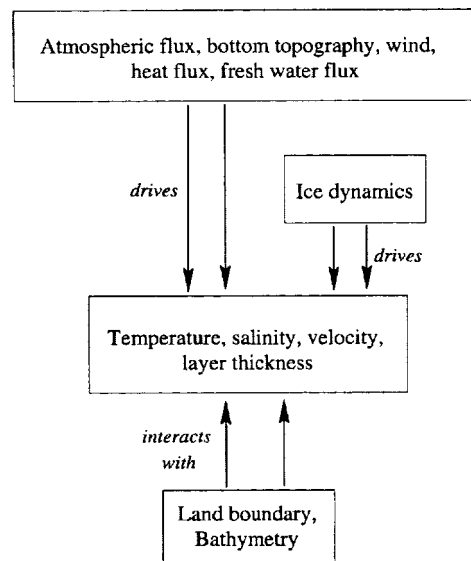 Atmospheric flux, bottom topography, wind,
heat flux, fresh water flux
drives
Ice dynamics
drives
Temperature, salinity, velocity,
layer thickness
interacts
with
Land boundary,
Bathymetry